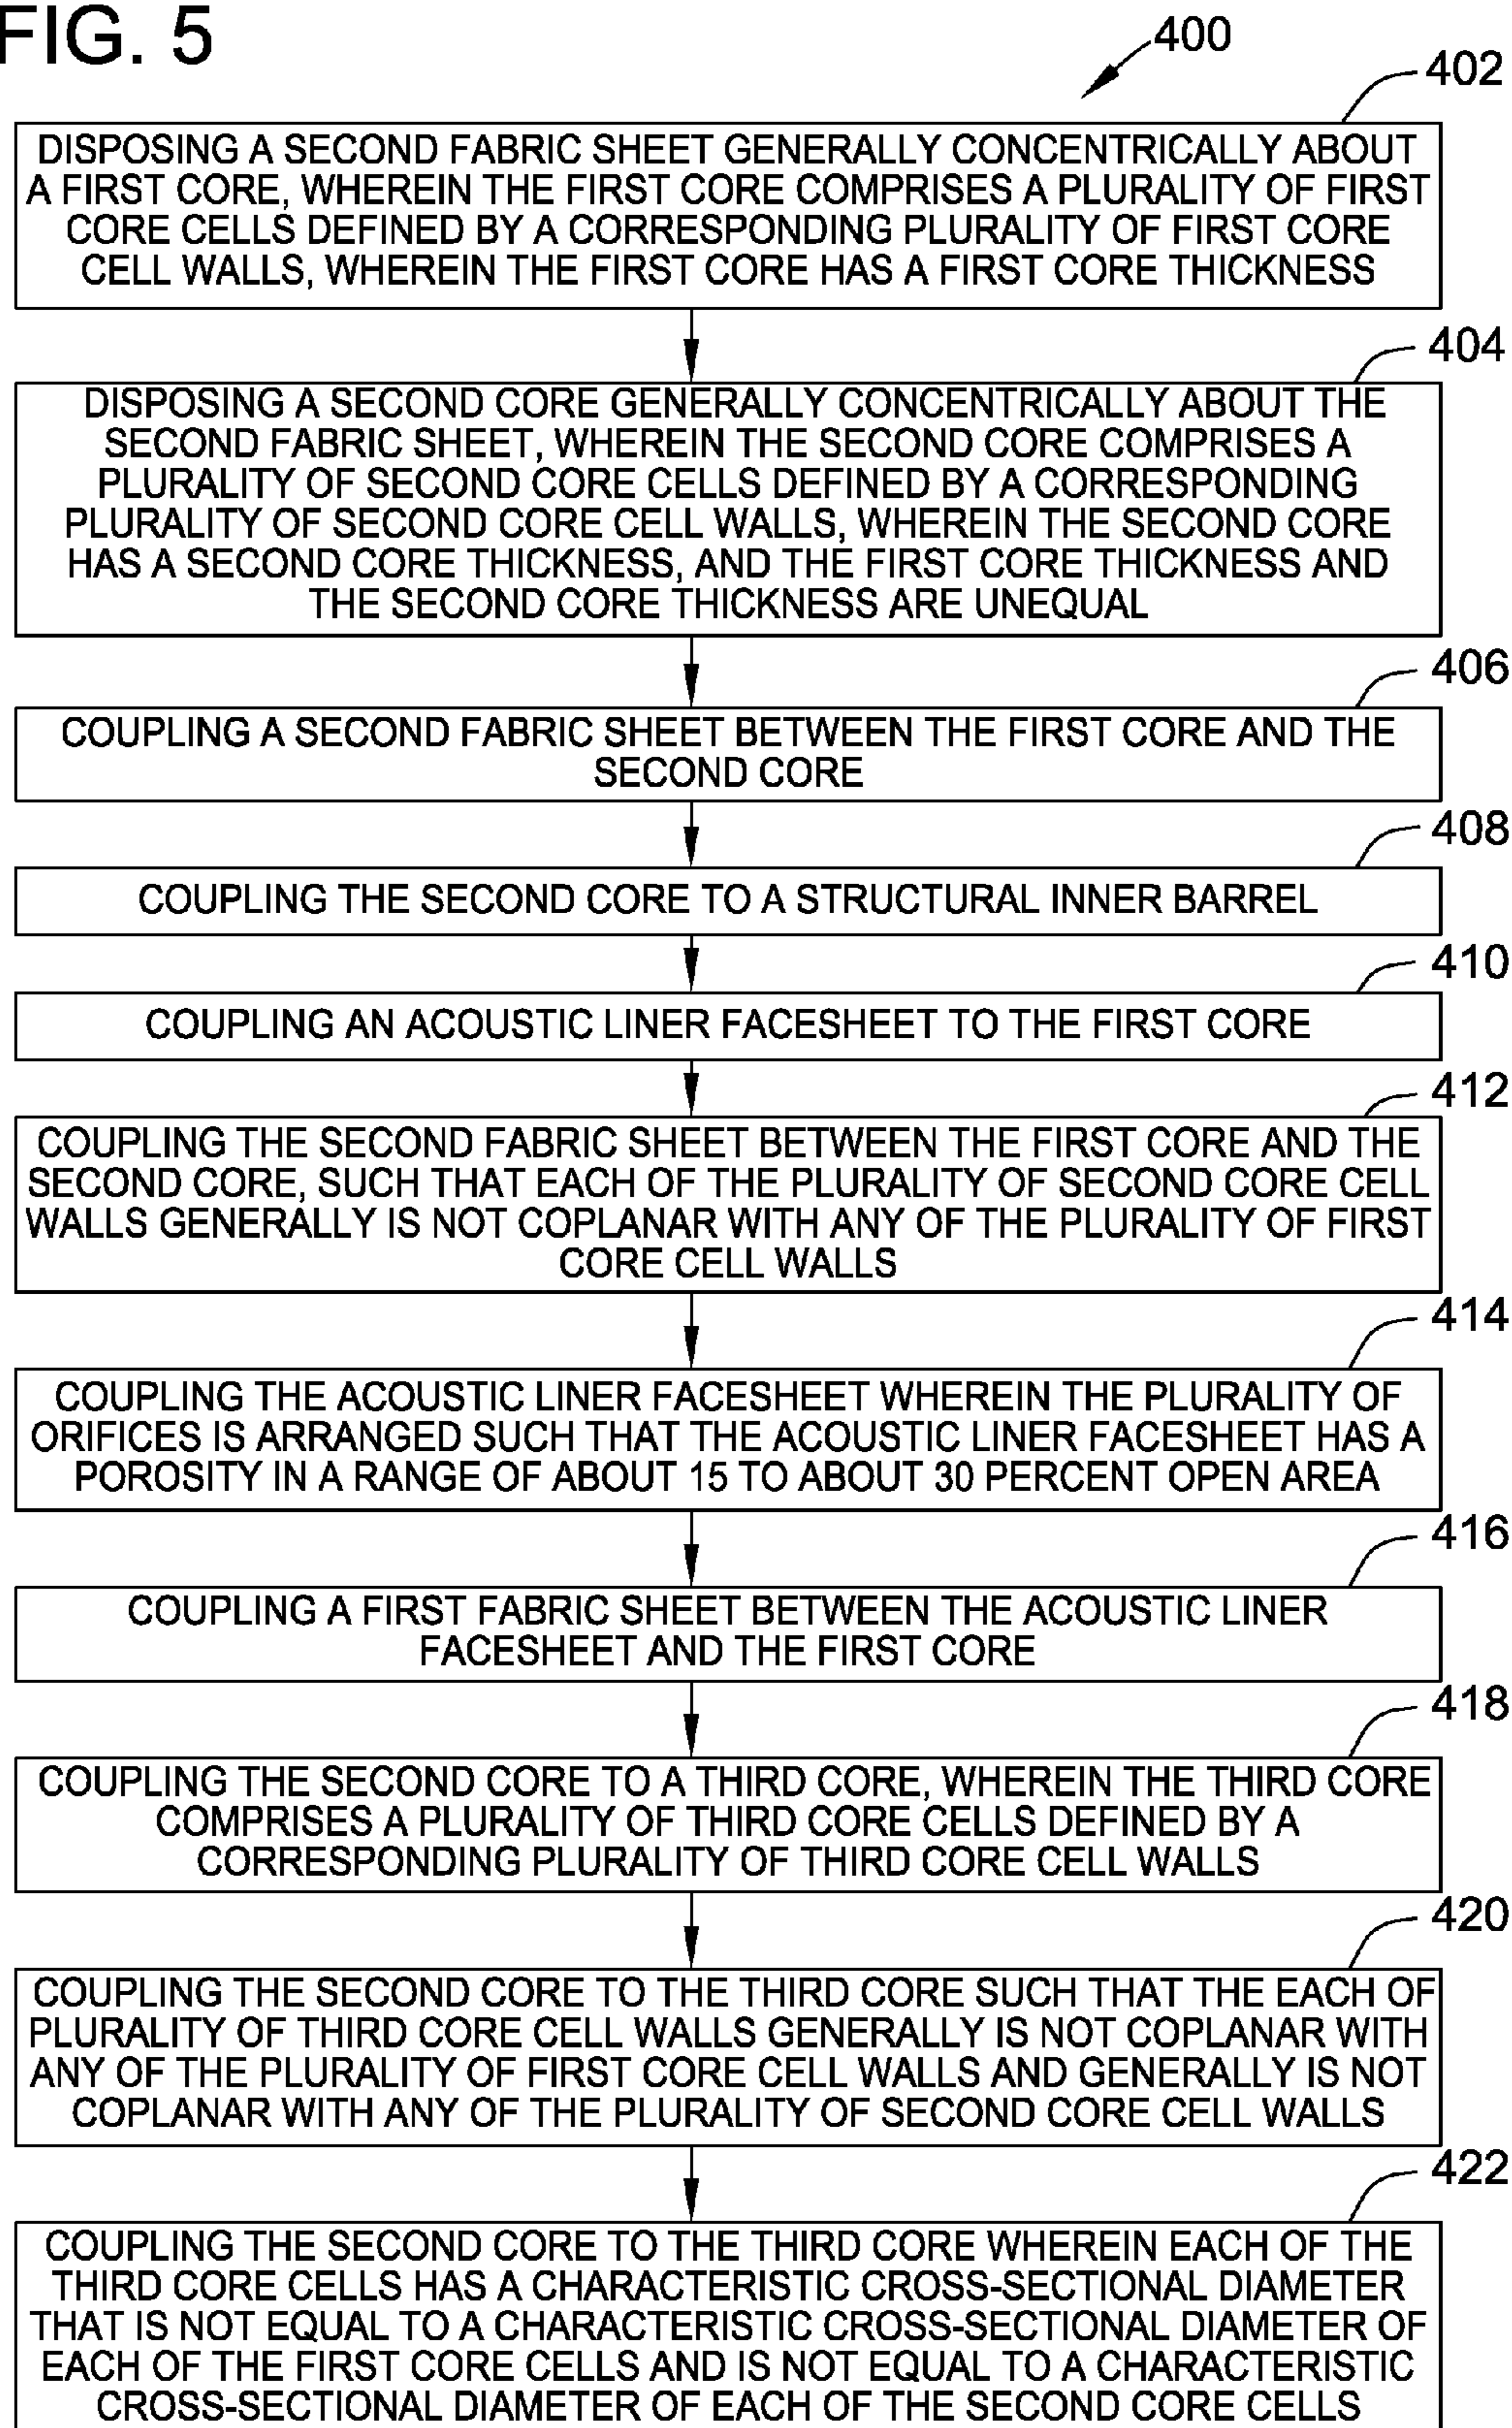 FIG. 5
400
402
DISPOSING A SECOND FABRIC SHEET GENERALLY CONCENTRICALLY ABOUT
A FIRST CORE, WHEREIN THE FIRST CORE COMPRISES A PLURALITY OF FIRST
CORE CELLS DEFINED BY A CORRESPONDING PLURALITY OF FIRST CORE
CELL WALLS, WHEREIN THE FIRST CORE HAS A FIRST CORE THICKNESS
404
DISPOSING A SECOND CORE GENERALLY CONCENTRICALLY ABOUT THE
SECOND FABRIC SHEET, WHEREIN THE SECOND CORE COMPRISES A
PLURALITY OF SECOND CORE CELLS DEFINED BY A CORRESPONDING
PLURALITY OF SECOND CORE CELL WALLS, WHEREIN THE SECOND CORE
HAS A SECOND CORE THICKNESS, AND THE FIRST CORE THICKNESS AND
THE SECOND CORE THICKNESS ARE UNEQUAL
406
COUPLING A SECOND FABRIC SHEET BETWEEN THE FIRST CORE AND THE
SECOND CORE
408
COUPLING THE SECOND CORE TO A STRUCTURAL INNER BARREL
410
COUPLING AN ACOUSTIC LINER FACESHEET TO THE FIRST CORE
412
COUPLING THE SECOND FABRIC SHEET BETWEEN THE FIRST CORE AND THE
SECOND CORE, SUCH THAT EACH OF THE PLURALITY OF SECOND CORE CELL
WALLS GENERALLY IS NOT COPLANAR WITH ANY OF THE PLURALITY OF FIRST
CORE CELL WALLS
414
COUPLING THE ACOUSTIC LINER FACESHEET WHEREIN THE PLURALITY OF
ORIFICES IS ARRANGED SUCH THAT THE ACOUSTIC LINER FACESHEET HAS A
POROSITY IN A RANGE OF ABOUT 15 TO ABOUT 30 PERCENT OPEN AREA
416
COUPLING A FIRST FABRIC SHEET BETWEEN THE ACOUSTIC LINER
FACESHEET AND THE FIRST CORE
418
COUPLING THE SECOND CORE TO A THIRD CORE, WHEREIN THE THIRD CORE
COMPRISES A PLURALITY OF THIRD CORE CELLS DEFINED BY A
CORRESPONDING PLURALITY OF THIRD CORE CELL WALLS
420
COUPLING THE SECOND CORE TO THE THIRD CORE SUCH THAT THE EACH OF
PLURALITY OF THIRD CORE CELL WALLS GENERALLY IS NOT COPLANAR WITH
ANY OF THE PLURALITY OF FIRST CORE CELL WALLS AND GENERALLY IS NOT
COPLANAR WITH ANY OF THE PLURALITY OF SECOND CORE CELL WALLS
422
COUPLING THE SECOND CORE TO THE THIRD CORE WHEREIN EACH OF THE
THIRD CORE CELLS HAS A CHARACTERISTIC CROSS-SECTIONAL DIAMETER
THAT IS NOT EQUAL TO A CHARACTERISTIC CROSS-SECTIONAL DIAMETER OF
EACH OF THE FIRST CORE CELLS AND IS NOT EQUAL TO A CHARACTERISTIC
CROSS-SECTIONAL DIAMETER OF EACH OF THE SECOND CORE CELLS